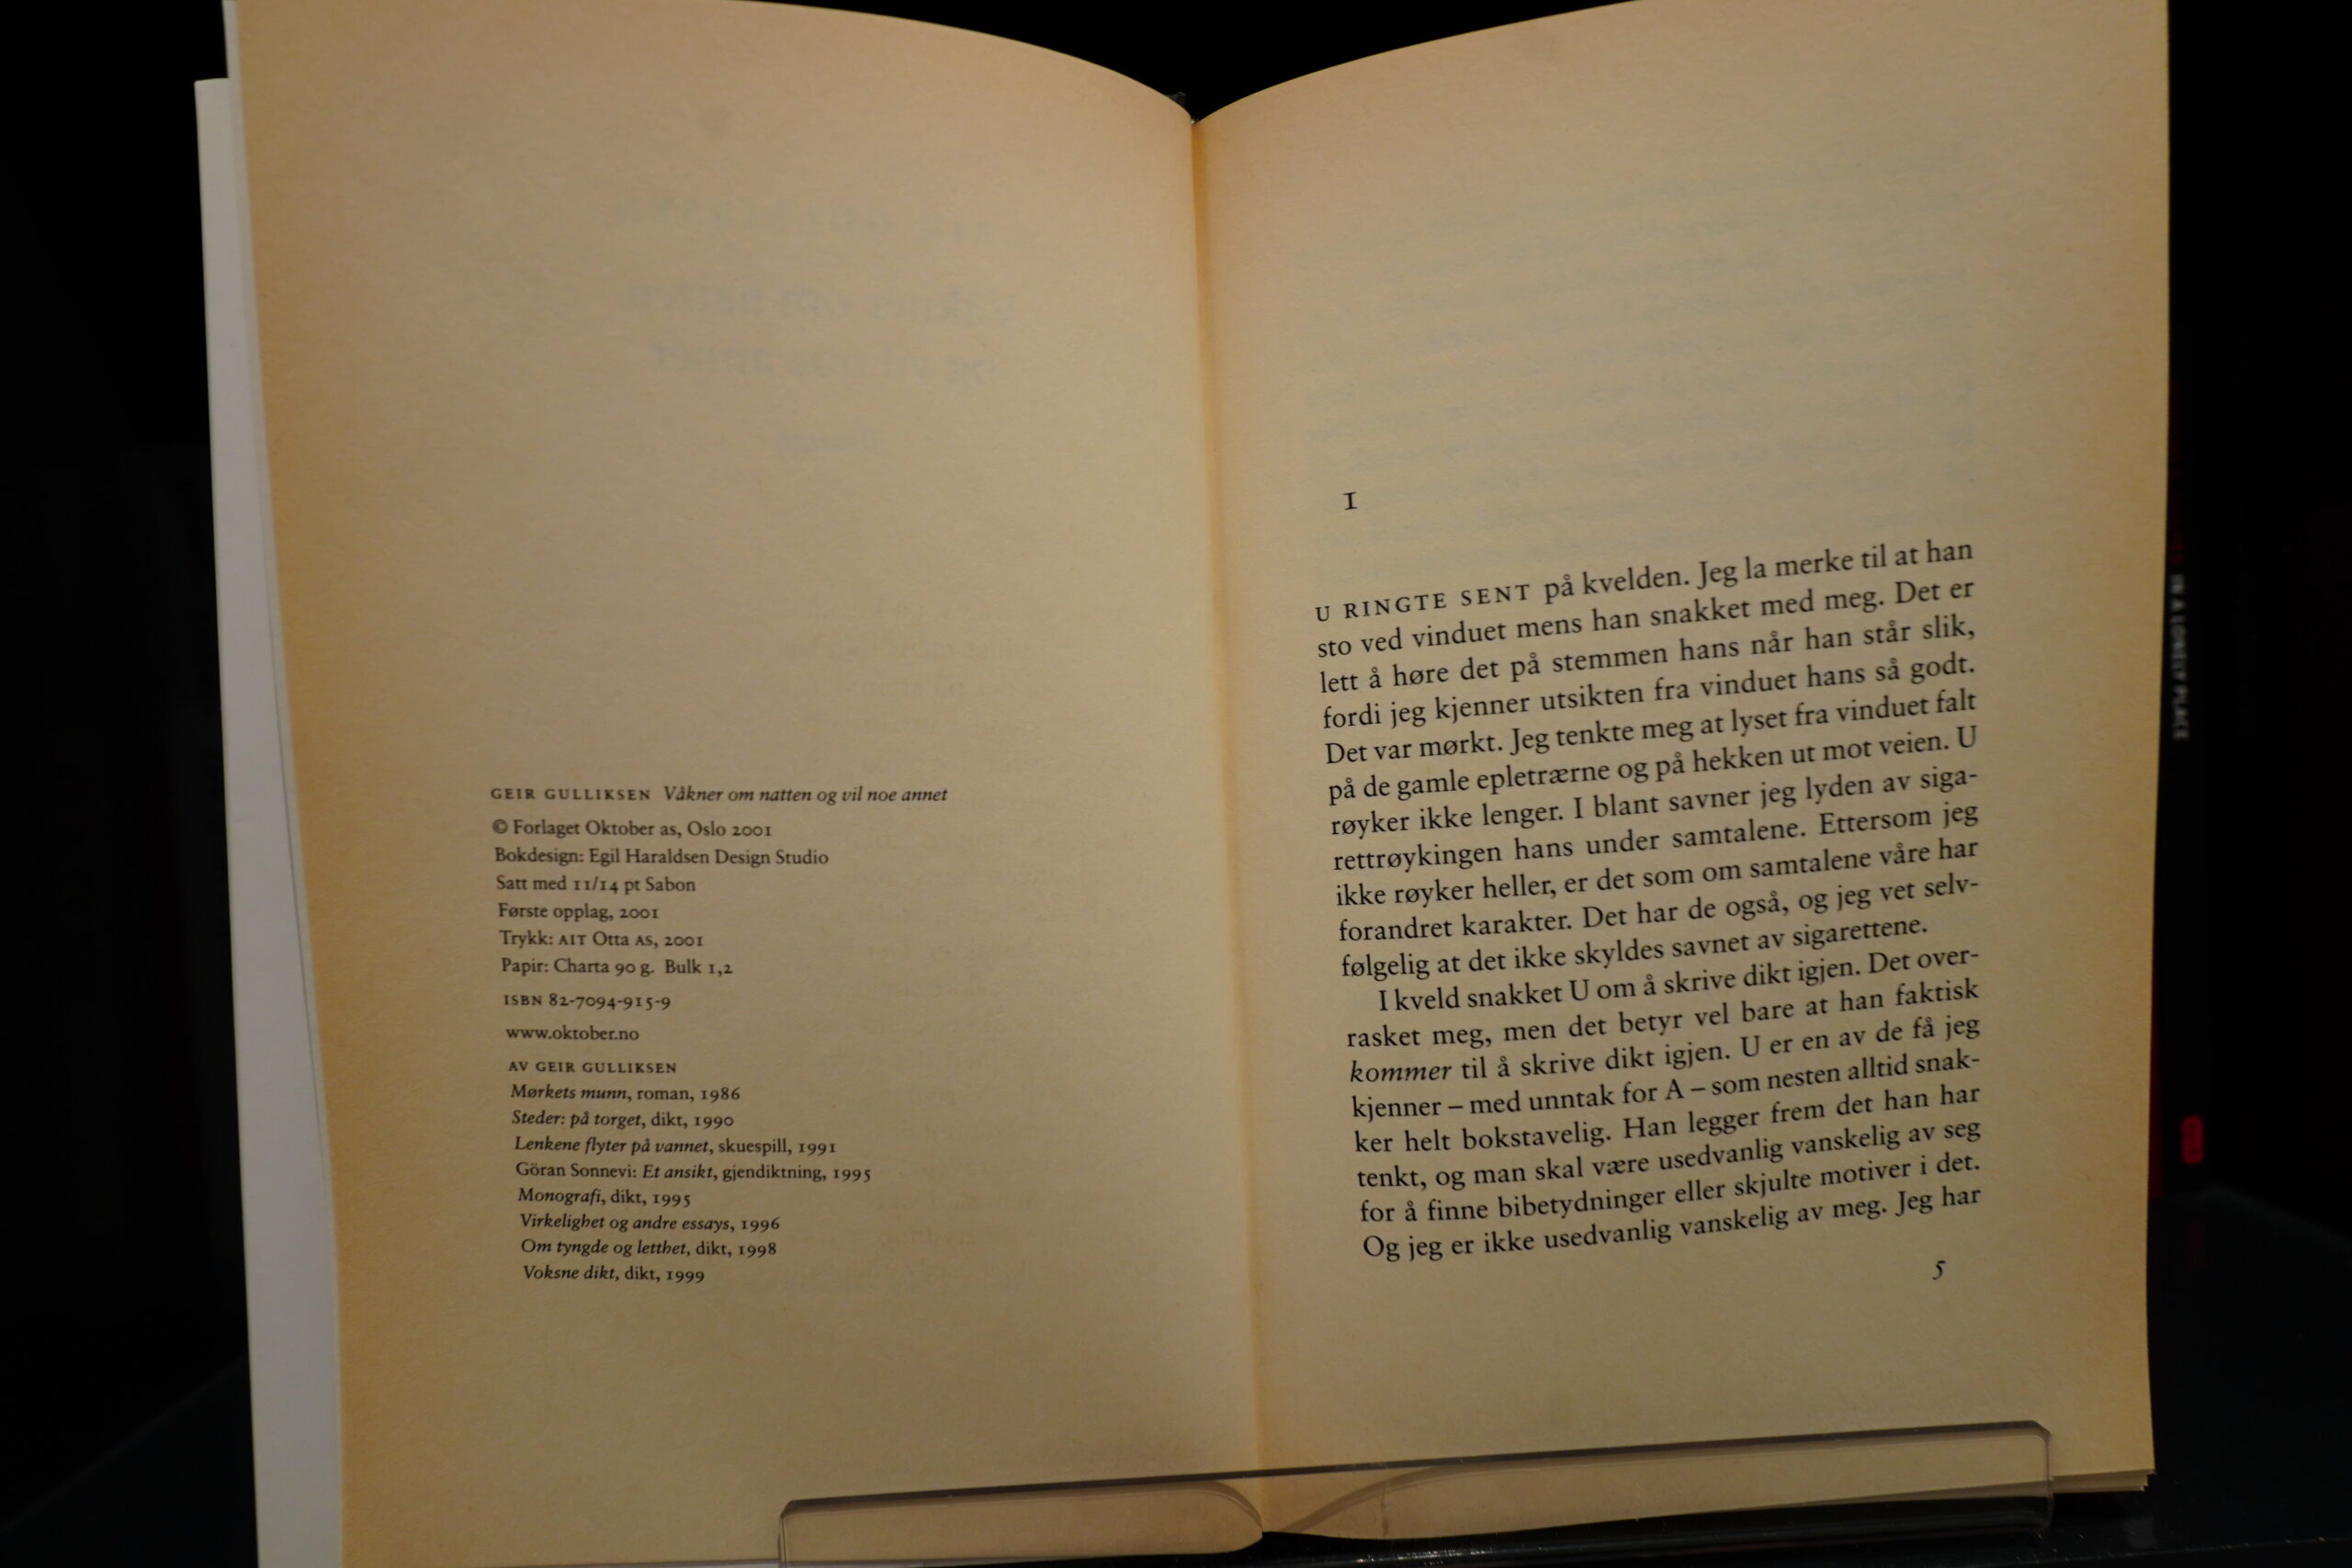 GEIR GULLIKSEN Våkner om natten og vil noe annet
© Forlaget Oktober as, Oslo 2001
Bokdesign: Egil Haraldsen Design Studio
Satt med 11/14 pt Sabon
Første opplag, 2001
Trykk: AIT Otta AS, 2001
Papir: Charta 90 g. Bulk 1,2
ISBN 82-7094-915-9
www.oktober.no
AV GEIR GULLIKSEN
Mørkets munn, roman, 1986
Steder: på torget, dikt, 1990
Lenkene flyter på vannet, skuespill, 1991
Göran Sonnevi: Et ansikt, gjendiktning, 1995
Monografi, dikt, 1995
Virkelighet og andre essays, 1996
Om tyngde og letthet, dikt, 1998
Voksne dikt, dikt, 1999
I
U RINGTE SENT på kvelden. Jeg la merke til at han
sto ved vinduet mens han snakket med meg. Det er
lett å høre det på stemmen hans når han står slik,
fordi jeg kjenner utsikten fra vinduet hans så godt.
Det var mørkt. Jeg tenkte meg at lyset fra vinduet falt
på de gamle epletrærne og på hekken ut mot veien. U
røyker ikke lenger. I blant savner jeg lyden av siga-
rettrøykingen hans under samtalene. Ettersom jeg
ikke røyker heller, er det som om samtalene våre har
forandret karakter. Det har de også, og jeg vet selv-
følgelig at det ikke skyldes savnet av sigarettene.
I kveld snakket U om å skrive dikt igjen. Det over-
rasket meg, men det betyr vel bare at han faktisk
kommer til å skrive dikt igjen. U er en av de få jeg
kjenner – med unntak for A – som nesten alltid snak-
ker helt bokstavelig. Han legger frem det han har
tenkt, og man skal være usedvanlig vanskelig av seg
for å finne bibetydninger eller skjulte motiver i det.
Og jeg er ikke usedvanlig vanskelig av meg. Jeg har
5
IN A LONELY PLACE